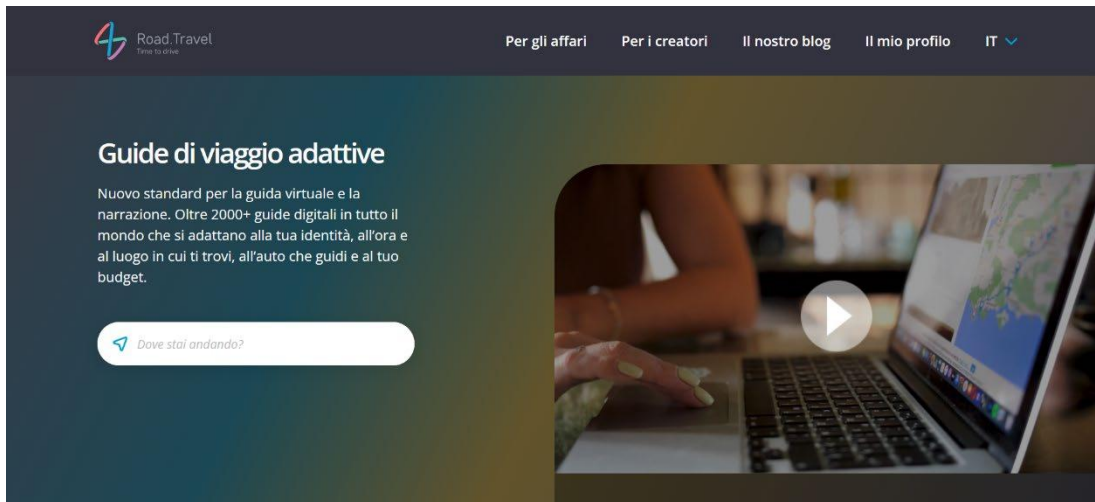 Road.Travel
Time to drive
Per gli affari
Per i creatori
Il nostro blog
Il mio profilo
IT
Guide di viaggio adattive
Nuovo standard per la guida virtuale e la
narrazione. Oltre 2000+ guide digitali in tutto il
mondo che si adattano alla tua identità, all'ora e
al luogo in cui ti trovi, all'auto che guidi e al tuo
budget.
Dove stai andando?